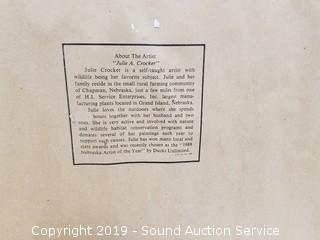 About The Artist
"Julie A. Crocker"
Julie Crocker is a self-taught artist with
wildlife being her favorite subject. Julie and her
family reside in the small rural farming community
of Chapman, Nebraska, just a few miles from one
of H.I. Service Enterprises, Inc. largest manu-
facturing plants located in Grand Island, Nebraska.
Julie loves the outdoors where she spends
hours together with her husband and two
sons. She is very active and involved with nature
and wildlife habitat conservation programs and
donates several of her paintings each year to
support such causes. Julie has won many local and
state awards and was recently chosen as the "1988
Nebraska Artist of the Year" by Ducks Unlimited.
Copyright 2019 - Sound Auction Service